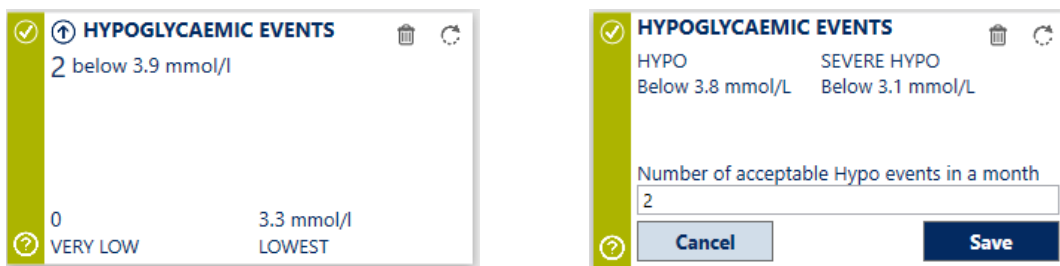 HYPOGLYCAEMIC EVENTS
2 below 3.9 mmol/l
0 3.3 mmol/l
VERY LOW LOWEST
HYPOGLYCAEMIC EVENTS
HYPO SEVERE HYPO
Below 3.8 mmol/L Below 3.1 mmol/L
Number of acceptable Hypo events in a month
2
Cancel Save